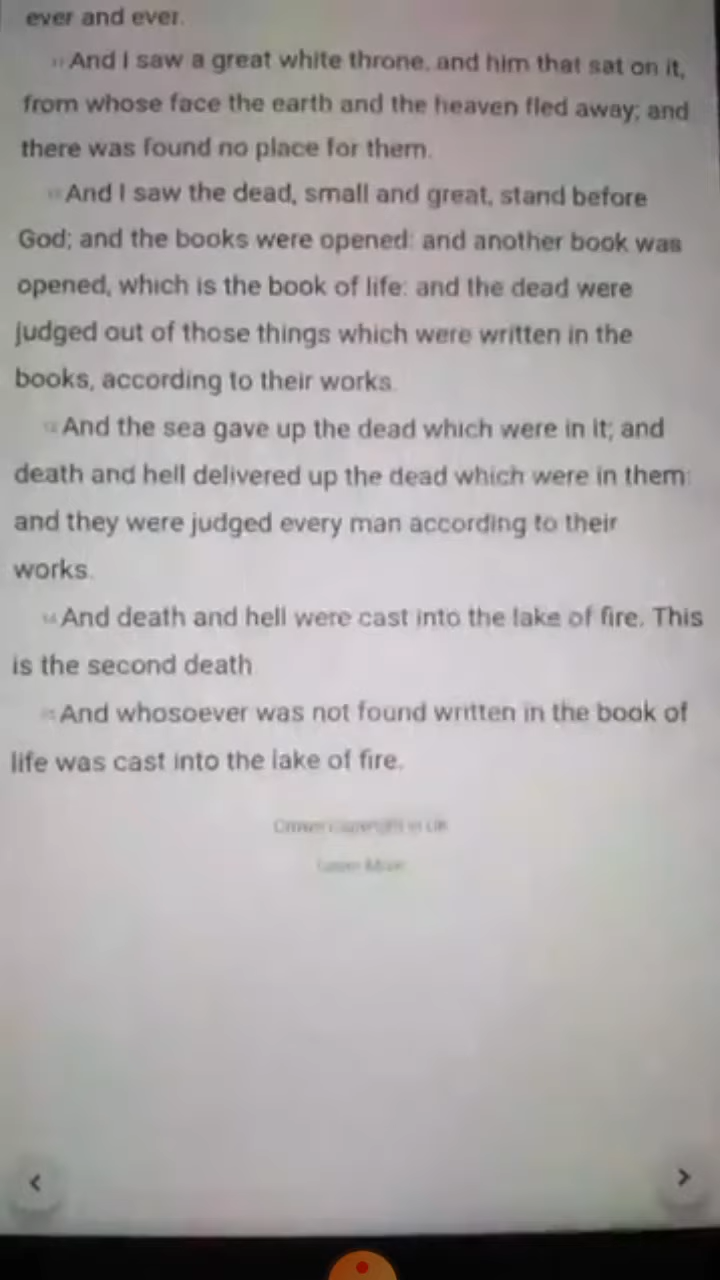 ever and ever.
And I saw a great white throne, and him that sat on it,
from whose face the earth and the heaven fled away; and
there was found no place for them.
And I saw the dead, small and great, stand before
God; and the books were opened: and another book was
opened, which is the book of life: and the dead were
judged out of those things which were written in the
books, according to their works.
And the sea gave up the dead which were in it; and
death and hell delivered up the dead which were in them:
and they were judged every man according to their
works.
And death and hell were cast into the lake of fire. This
is the second death.
And whosoever was not found written in the book of
life was cast into the lake of fire.